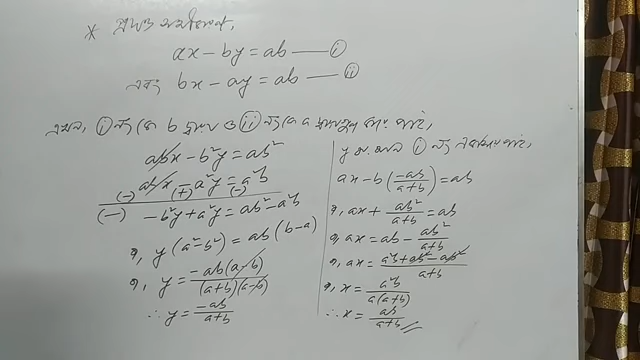 * প্রদত্ত সমীকরণ,
ax - by = ab —— (i)
এবং bx - ay = ab —— (ii)
এখন, (i) নং কে b দ্বারা ও (ii) নং কে a দ্বারা গুণ করে পাই,
abx - b²y = ab²
abx - a²y = a²b
(-) (+) (-)
(-) - b²y + a²y = ab² - a²b
বা, y (a² - b²) = ab (b - a)
বা, y = -ab(a-b)/(a+b)(a-b)
∴ y = -ab/a+b
y এর মান (i) নং এ বসিয়ে পাই,
ax - b(-ab/a+b) = ab
বা, ax + ab²/a+b = ab
বা, ax = ab - ab²/a+b
বা, ax = a²b + ab² - ab²/a+b
বা, x = a²b/a(a+b)
∴ x = ab/a+b